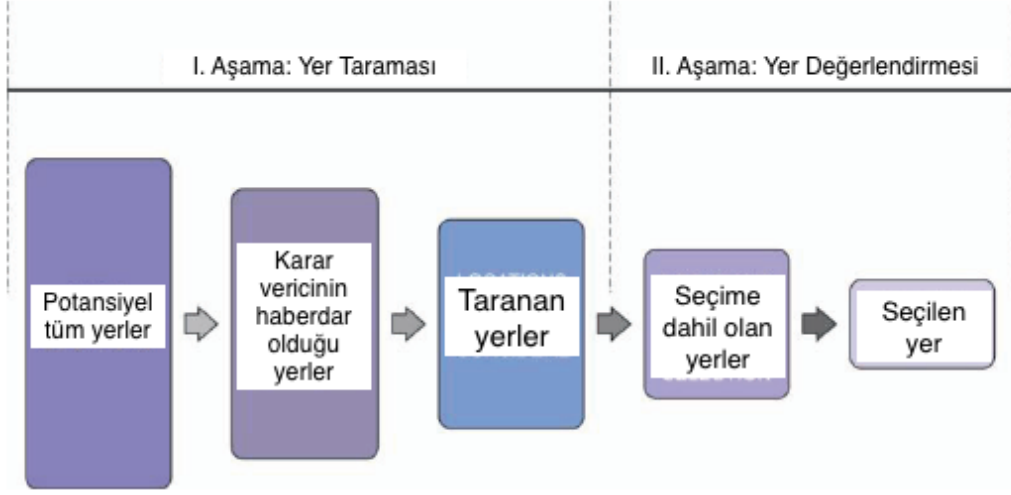 I. Aşama: Yer Taraması
II. Aşama: Yer Değerlendirmesi
Potansiyel
tüm yerler
Karar
vericinin
haberdar
olduğu
yerler
Taranan
yerler
Seçime
dahil olan
yerler
Seçilen
yer